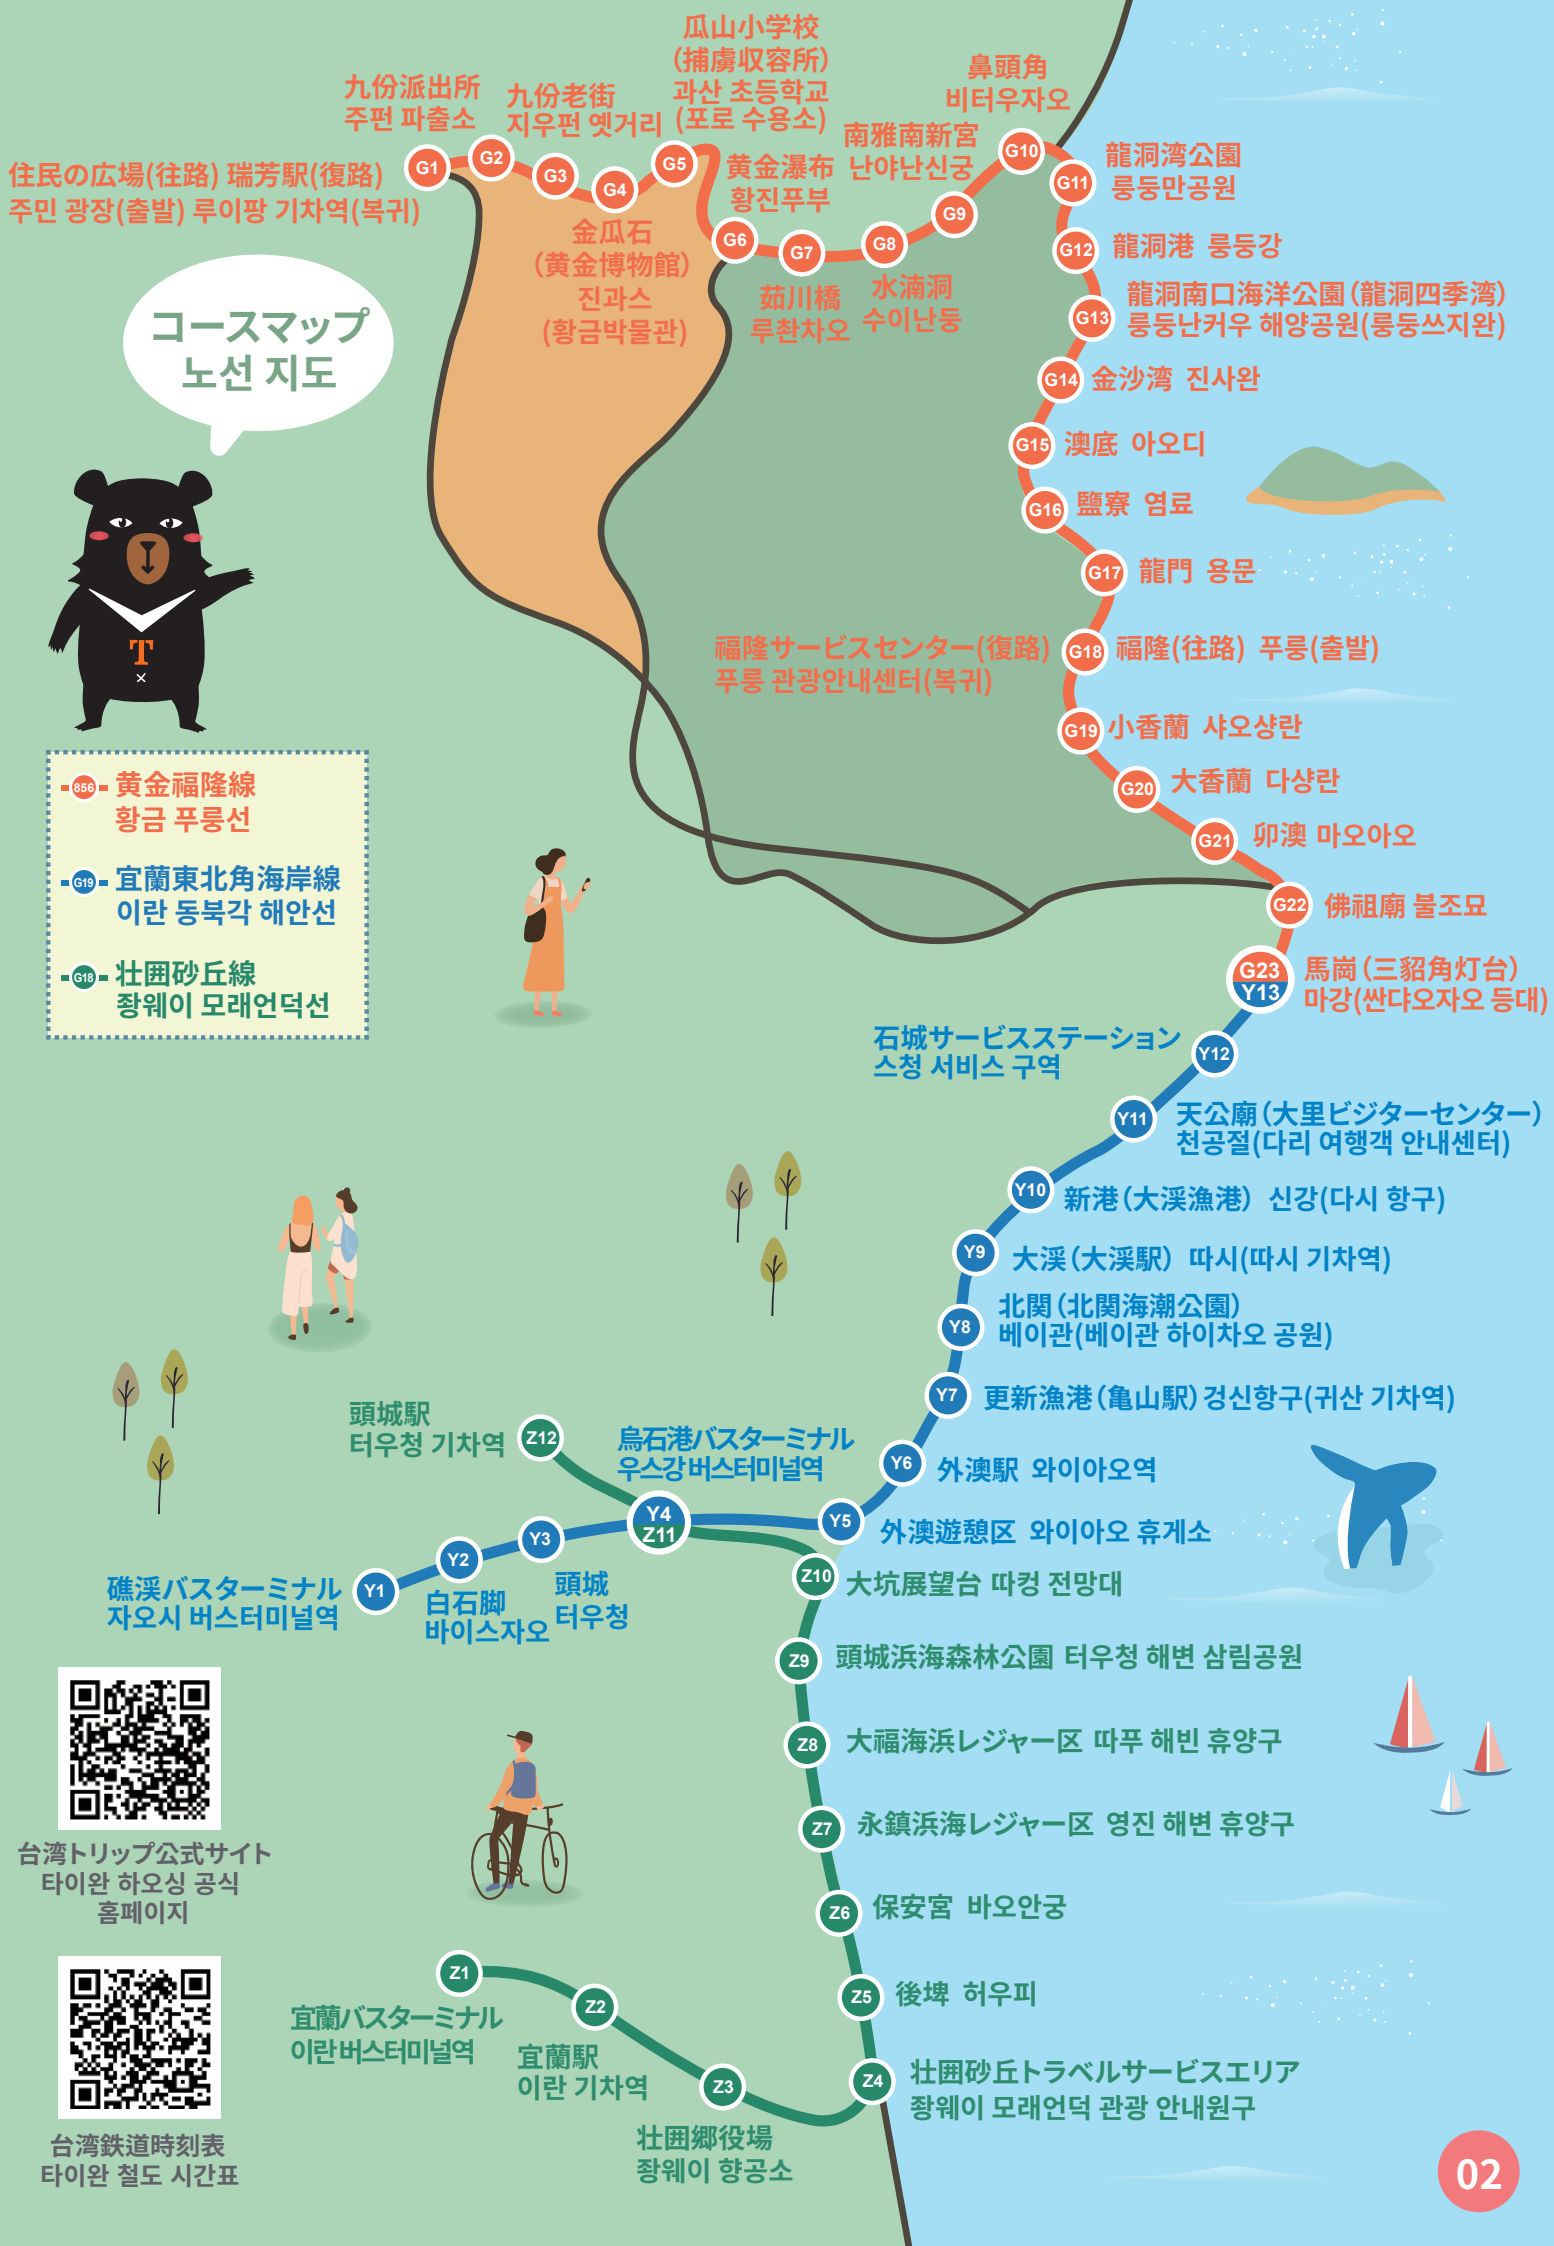 瓜山小学校
（捕虜収容所）
과산 초등학교
(포로 수용소)
九份派出所
주펀 파출소
九份老街
지우펀 옛거리
鼻頭角
비터우자오
南雅南新宮
난야난신궁
黄金瀑布
황진푸부
住民の広場(往路) 瑞芳駅(復路)
주민 광장(출발) 루이팡 기차역(복귀)
G1
G2
G3
G4
G5
G6
G7
G8
G9
G10
金瓜石
（黄金博物館）
진과스
(황금박물관)
茹川橋
루촨차오
水湳洞
수이난둥
コースマップ
노선 지도
G11
龍洞湾公園
룽둥만공원
G12
龍洞港 룽둥강
G13
龍洞南口海洋公園（龍洞四季湾）
룽둥난커우 해양공원(룽둥쓰지완)
G14
金沙湾 진사완
G15
澳底 아오디
G16
鹽寮 염료
G17
龍門 용문
福隆サービスセンター(復路)
푸룽 관광안내센터(복귀)
G18
福隆(往路) 푸룽(출발)
G19
小香蘭 샤오샹란
G20
大香蘭 다샹란
G21
卯澳 마오아오
G22
佛祖廟 불조묘
G23
Y13
馬崗（三貂角灯台）
마강(싼댜오자오 등대)
T
×
856
黄金福隆線
황금 푸룽선
G19
宜蘭東北角海岸線
이란 동북각 해안선
G18
壮囲砂丘線
좡웨이 모래언덕선
石城サービスステーション
스청 서비스 구역
Y12
Y11
天公廟（大里ビジターセンター）
천공절(다리 여행객 안내센터)
Y10
新港（大渓漁港） 신강(다시 항구)
Y9
大渓（大渓駅） 따시(따시 기차역)
Y8
北関（北関海潮公園）
베이관(베이관 하이차오 공원)
Y7
更新漁港（亀山駅）겅신항구(귀산 기차역)
Y6
外澳駅 와이아오역
Y5
外澳遊憩区 와이아오 휴게소
頭城駅
터우청 기차역
Z12
烏石港バスターミナル
우스강 버스터미널역
Y4
Z11
Y3
Y2
Y1
礁渓バスターミナル
자오시 버스터미널역
白石脚
바이스자오
頭城
터우청
Z10
大坑展望台 따컹 전망대
Z9
頭城浜海森林公園 터우청 해변 삼림공원
Z8
大福海浜レジャー区 따푸 해빈 휴양구
Z7
永鎮浜海レジャー区 영진 해변 휴양구
Z6
保安宮 바오안궁
Z5
後埤 허우피
Z4
壮囲砂丘トラベルサービスエリア
좡웨이 모래언덕 관광 안내원구
台湾トリップ公式サイト
타이완 하오싱 공식
홈페이지
Z1
宜蘭バスターミナル
이란버스터미널역
Z2
宜蘭駅
이란 기차역
Z3
壮囲郷役場
좡웨이 향공소
台湾鉄道時刻表
타이완 철도 시간표
02